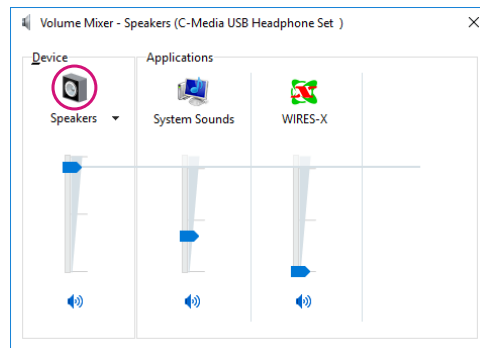 Volume Mixer - Speakers (C-Media USB Headphone Set )
Device
Applications
Speakers
System Sounds
WIRES-X